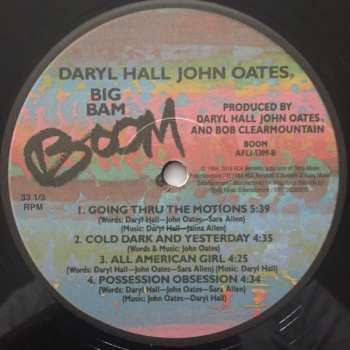 DARYL HALL JOHN OATES,
BIG
BAM
BOOM
PRODUCED BY
DARYL HALL JOHN OATES,
AND BOB CLEARMOUNTAIN
BOOM
AFL1-5309-B
33 1/3
RPM
1. GOING THRU THE MOTIONS 5:39
(Words: Daryl Hall—John Oates—Sara Allen)
(Music: Daryl Hall—Janna Allen)
2. COLD DARK AND YESTERDAY 4:35
(Words & Music: John Oates)
3. ALL AMERICAN GIRL 4:25
(Words: Daryl Hall—John Oates—Sara Allen) (Music: Daryl Hall)
4. POSSESSION OBSESSION 4:34
(Words: Daryl Hall—John Oates—Sara Allen)
(Music: John Oates—Daryl Hall)